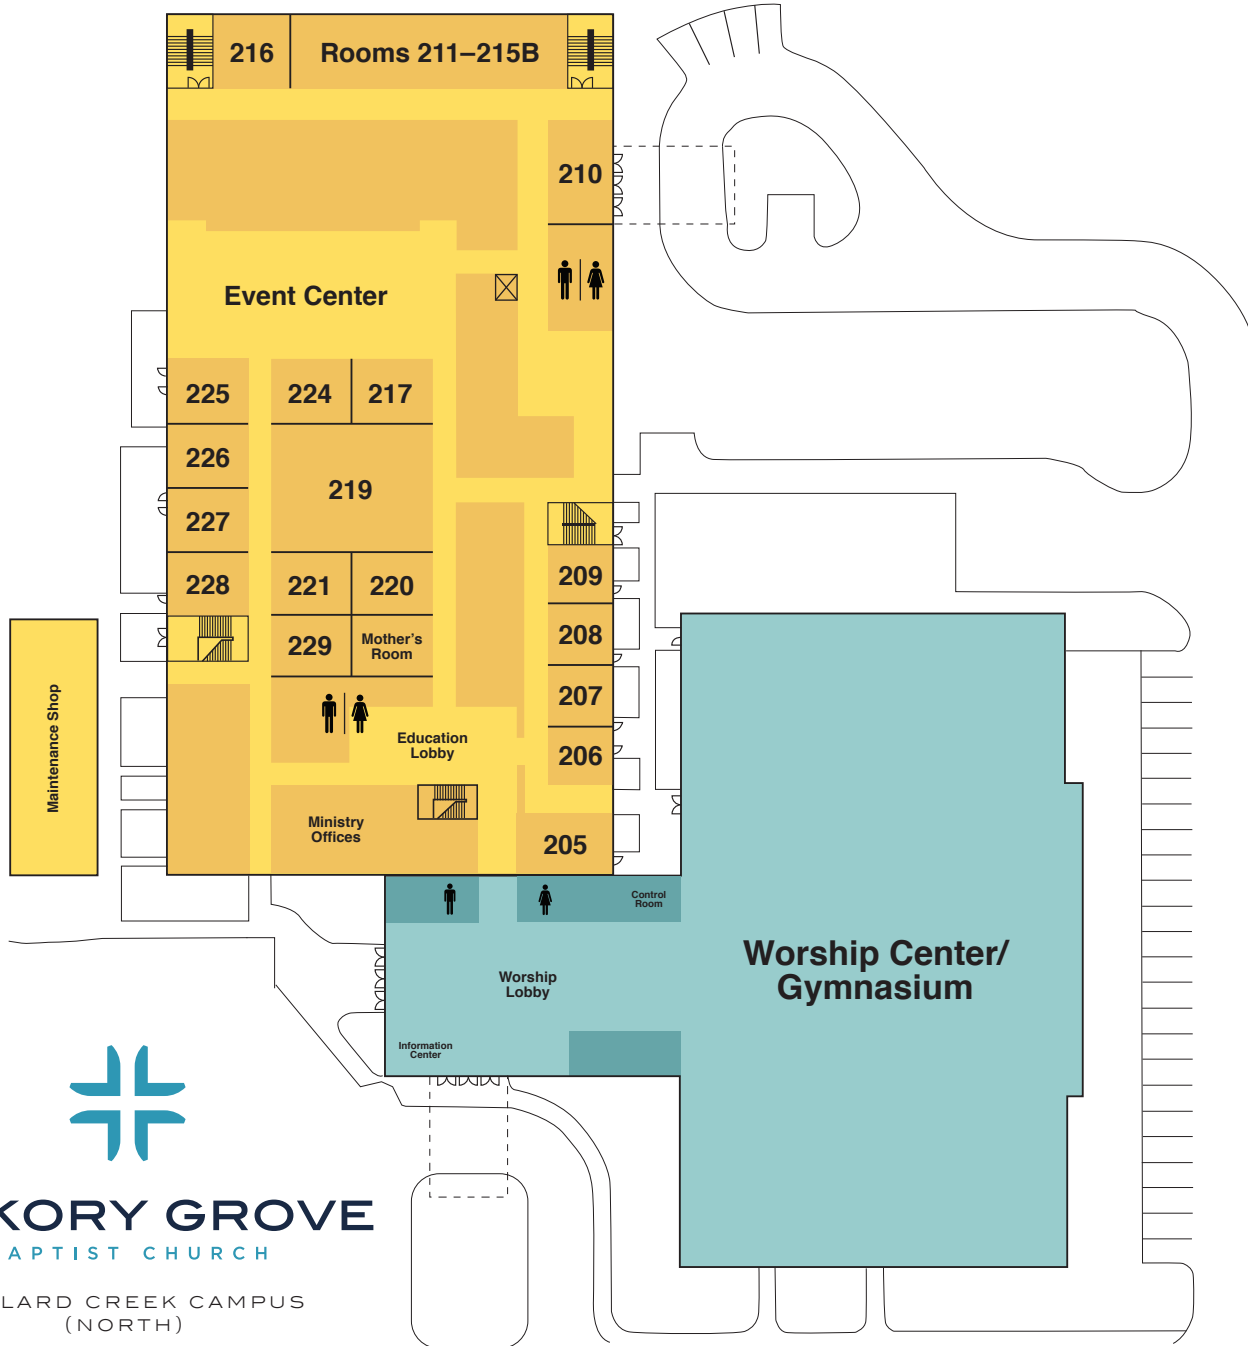 216
Rooms 211–215B
210
Event Center
225
224
217
226
219
227
228
221
220
209
229
Mother's
Room
208
207
Maintenance Shop
Education
Lobby
206
Ministry
Offices
205
Control
Room
Worship Center/
Gymnasium
Worship
Lobby
Information
Center
KORY GROVE
APTIST CHURCH
LARD CREEK CAMPUS
(NORTH)